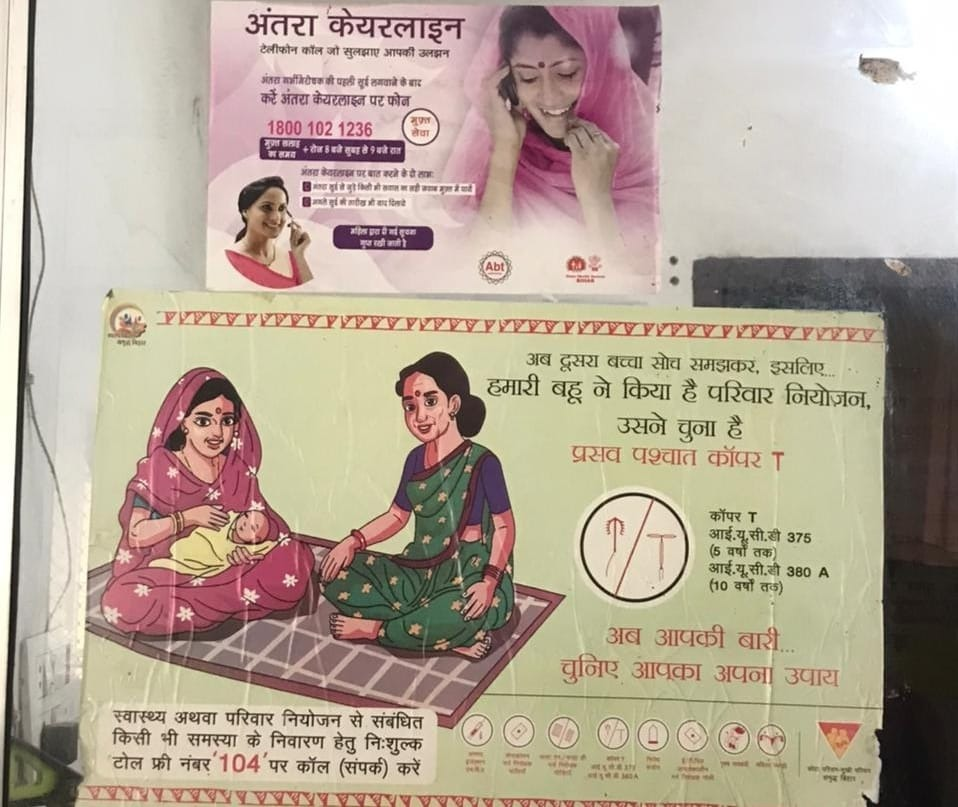 अंतरा केयरलाइन
टेलीफोन कॉल जो सुलझाए आपकी उलझन
अंतरा गर्भनिरोधक की पहली सुई लगवाने के बाद
करें अंतरा केयरलाइन पर फोन
1800 102 1236
मुफ़्त
सेवा
मुफ़्त सलाह
का समय
रोज 8 बजे सुबह से 9 बजे रात
अंतरा केयरलाइन पर बात करने के दो लाभ:
अंतरा सुई से जुड़े किसी भी सवाल का सही जवाब मुफ़्त में पायें
अगले सुई की तारीख भी याद दिलाये
महिला द्वारा दी गई सूचना
गुप्त रखी जाती है
Abt
BIHAR
समृद्ध बिहार
अब दूसरा बच्चा सोच समझकर, इसलिए...
हमारी बहू ने किया है परिवार नियोजन,
उसने चुना है
प्रसव पश्चात कॉपर T
कॉपर T
आई.यू.सी.डी 375
(5 वर्षों तक)
आई.यू.सी.डी 380 A
(10 वर्षों तक)
अब आपकी बारी...
चुनिए आपका अपना उपाय
स्वास्थ्य अथवा परिवार नियोजन से संबंधित
किसी भी समस्या के निवारण हेतु निःशुल्क
टोल फ्री नंबर '104' पर कॉल (संपर्क) करें
समृद्ध बिहार